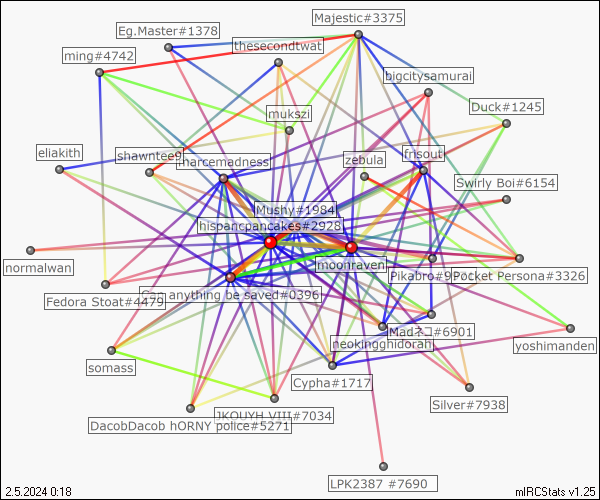 Majestic#3375
Eg.Master#1378
thesecondtwat
ming#4742
bigcitysamurai
Duck#1245
mukszi
eliakith
shawntee9
mancemadness
zebula
frisout
Swirly Boi#6154
Mushy#1984
hispanicpancakes#2928
normalwan
moonraven
Pikabro#9
Pocket Persona#3326
Fedora Stoat#4479
Can anything be saved#0396
Madネコ#6901
neokingghidorah
yoshimanden
somass
Cypha#1717
Silver#7938
JKOUYH VIII#7034
DacobDacob hORNY police#5271
LPK2387 #7690
2.5.2024 0:18
mIRCStats v1.25